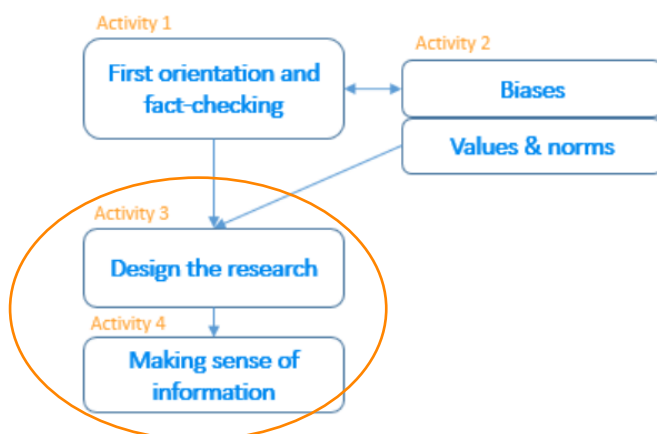 Activity 1
First orientation and
fact-checking
Activity 2
Biases
Values & norms
Activity 3
Design the research
Activity 4
Making sense of
information